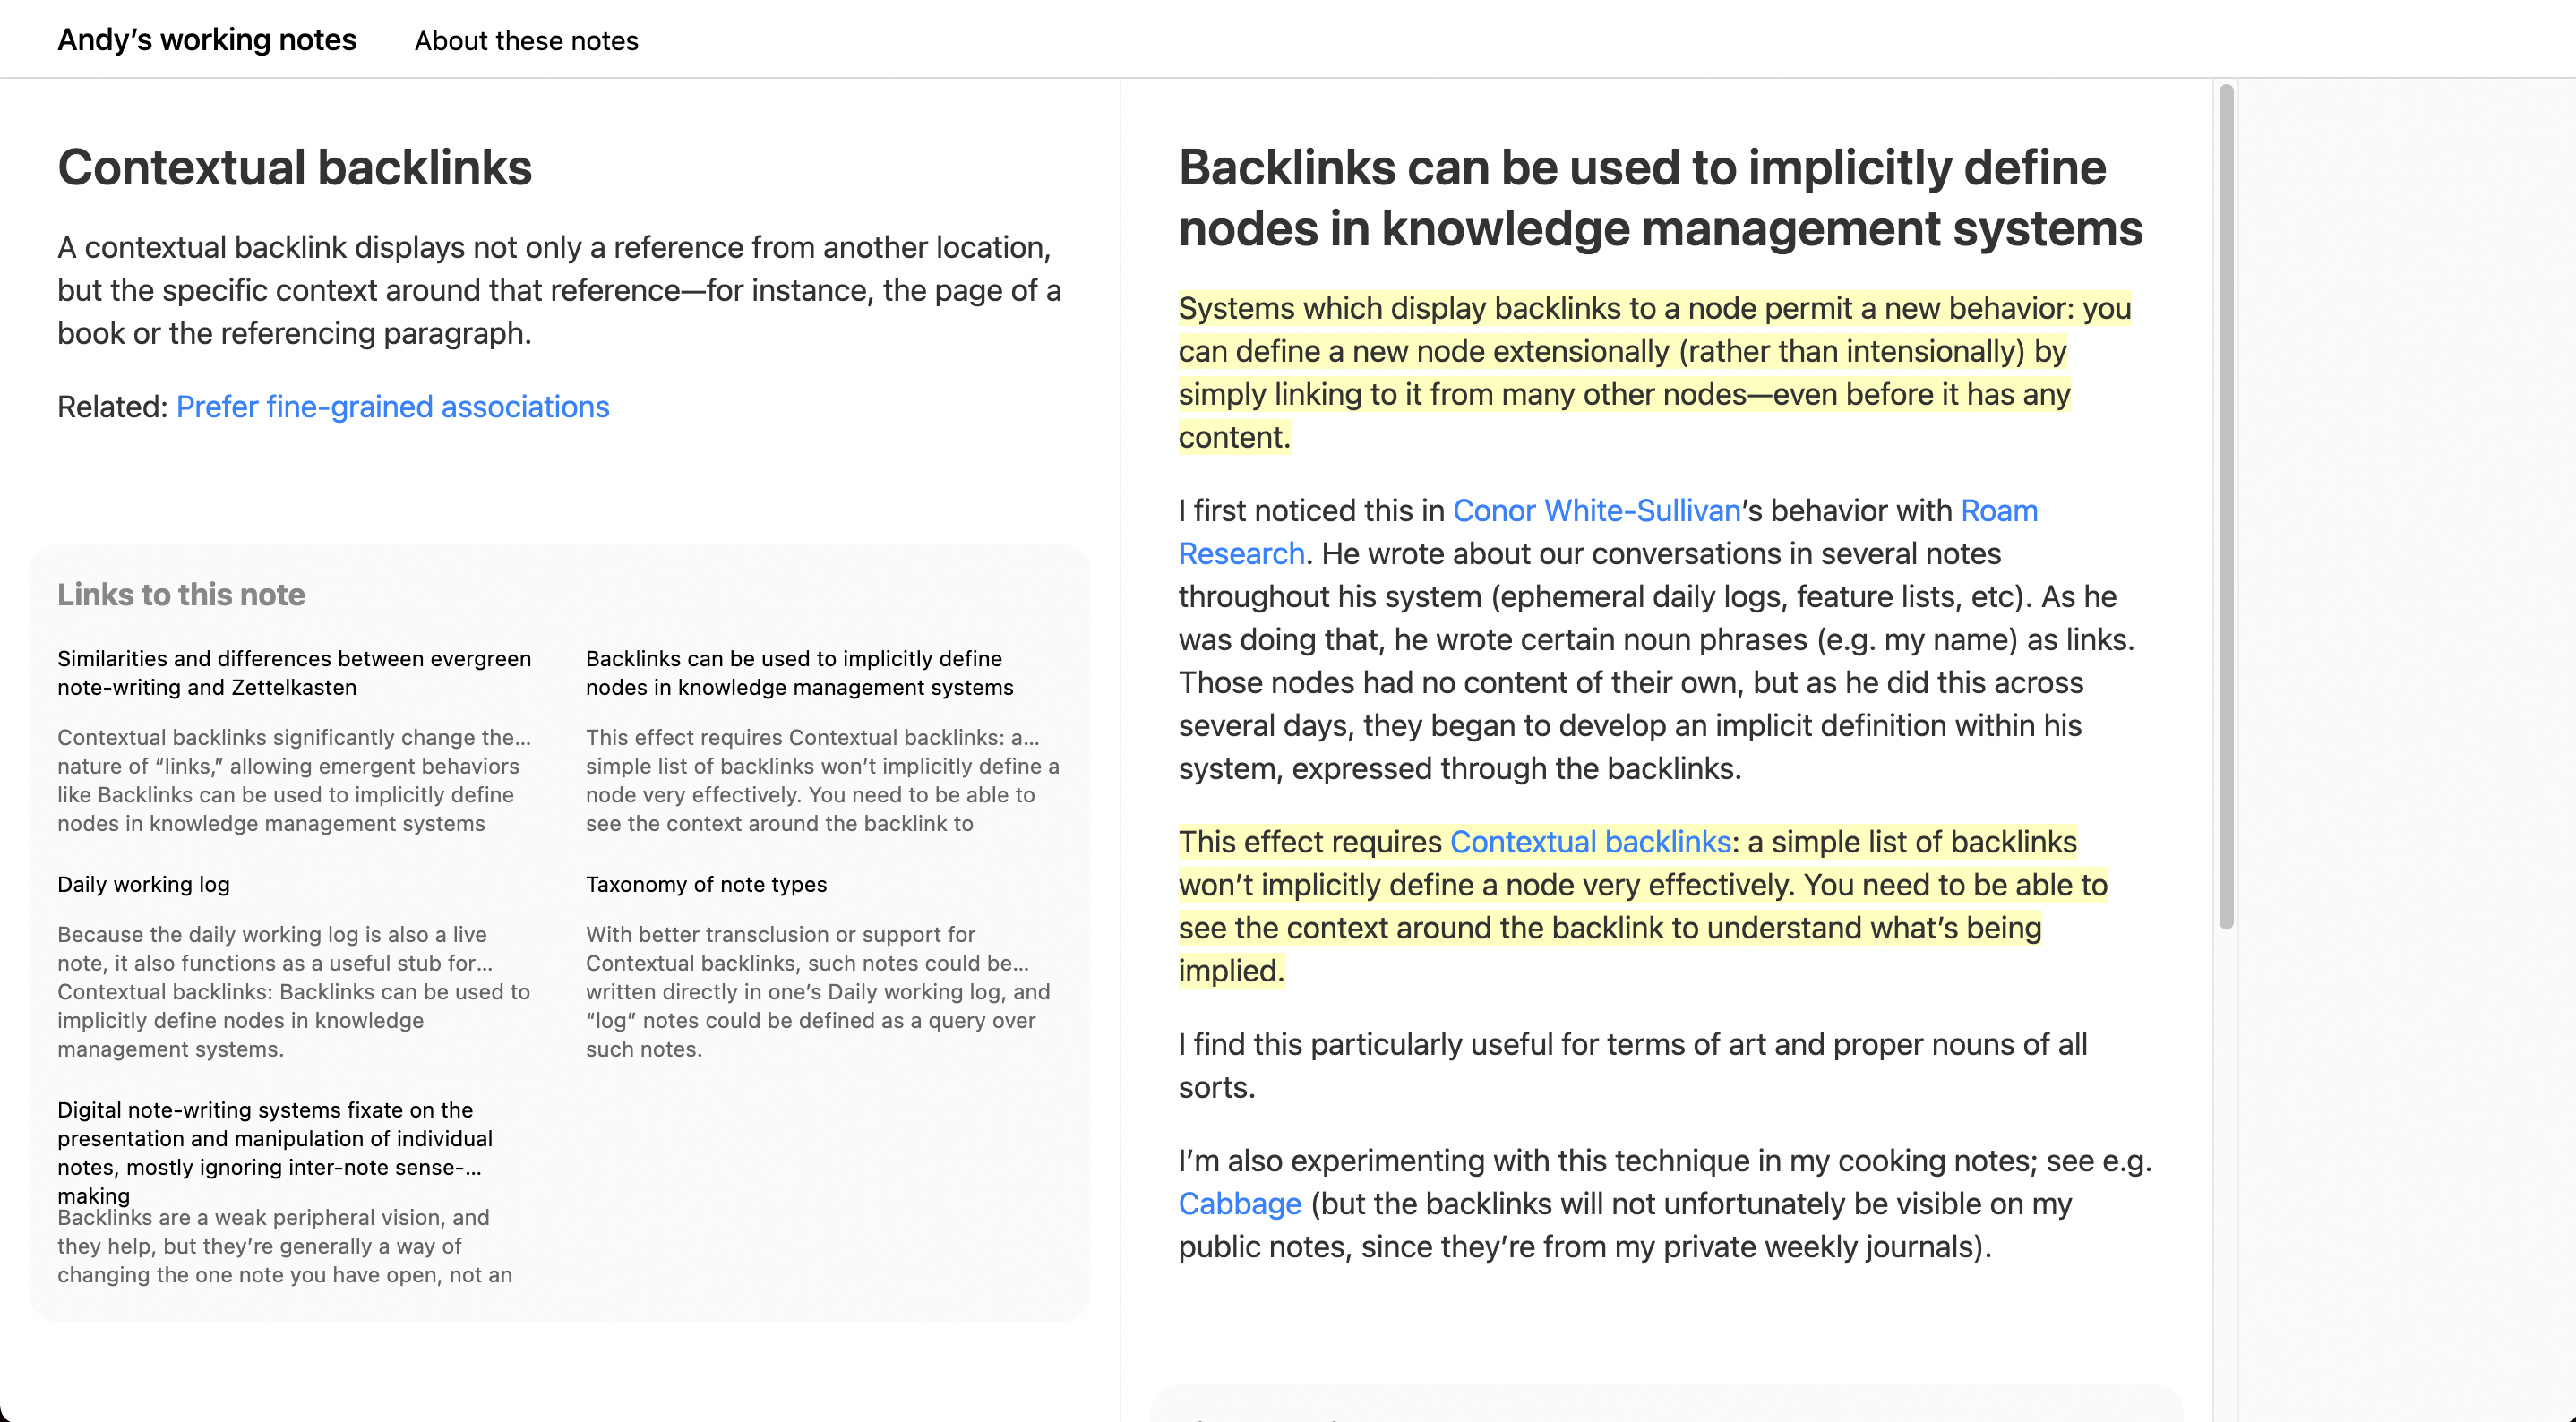 Andy’s working notes
About these notes
Contextual backlinks
A contextual backlink displays not only a reference from another location,
but the specific context around that reference—for instance, the page of a
book or the referencing paragraph.
Related: Prefer fine-grained associations
Links to this note
Similarities and differences between evergreen
note-writing and Zettelkasten
Contextual backlinks significantly change the…
nature of “links,” allowing emergent behaviors
like Backlinks can be used to implicitly define
nodes in knowledge management systems
Backlinks can be used to implicitly define
nodes in knowledge management systems
This effect requires Contextual backlinks: a…
simple list of backlinks won’t implicitly define a
node very effectively. You need to be able to
see the context around the backlink to
Daily working log
Because the daily working log is also a live
note, it also functions as a useful stub for…
Contextual backlinks: Backlinks can be used to
implicitly define nodes in knowledge
management systems.
Taxonomy of note types
With better transclusion or support for
Contextual backlinks, such notes could be…
written directly in one’s Daily working log, and
“log” notes could be defined as a query over
such notes.
Digital note-writing systems fixate on the
presentation and manipulation of individual
notes, mostly ignoring inter-note sense-…
making
Backlinks are a weak peripheral vision, and
they help, but they’re generally a way of
changing the one note you have open, not an
Backlinks can be used to implicitly define
nodes in knowledge management systems
Systems which display backlinks to a node permit a new behavior: you
can define a new node extensionally (rather than intensionally) by
simply linking to it from many other nodes—even before it has any
content.
I first noticed this in Conor White-Sullivan’s behavior with Roam
Research. He wrote about our conversations in several notes
throughout his system (ephemeral daily logs, feature lists, etc). As he
was doing that, he wrote certain noun phrases (e.g. my name) as links.
Those nodes had no content of their own, but as he did this across
several days, they began to develop an implicit definition within his
system, expressed through the backlinks.
This effect requires Contextual backlinks: a simple list of backlinks
won’t implicitly define a node very effectively. You need to be able to
see the context around the backlink to understand what’s being
implied.
I find this particularly useful for terms of art and proper nouns of all
sorts.
I’m also experimenting with this technique in my cooking notes; see e.g.
Cabbage (but the backlinks will not unfortunately be visible on my
public notes, since they’re from my private weekly journals).